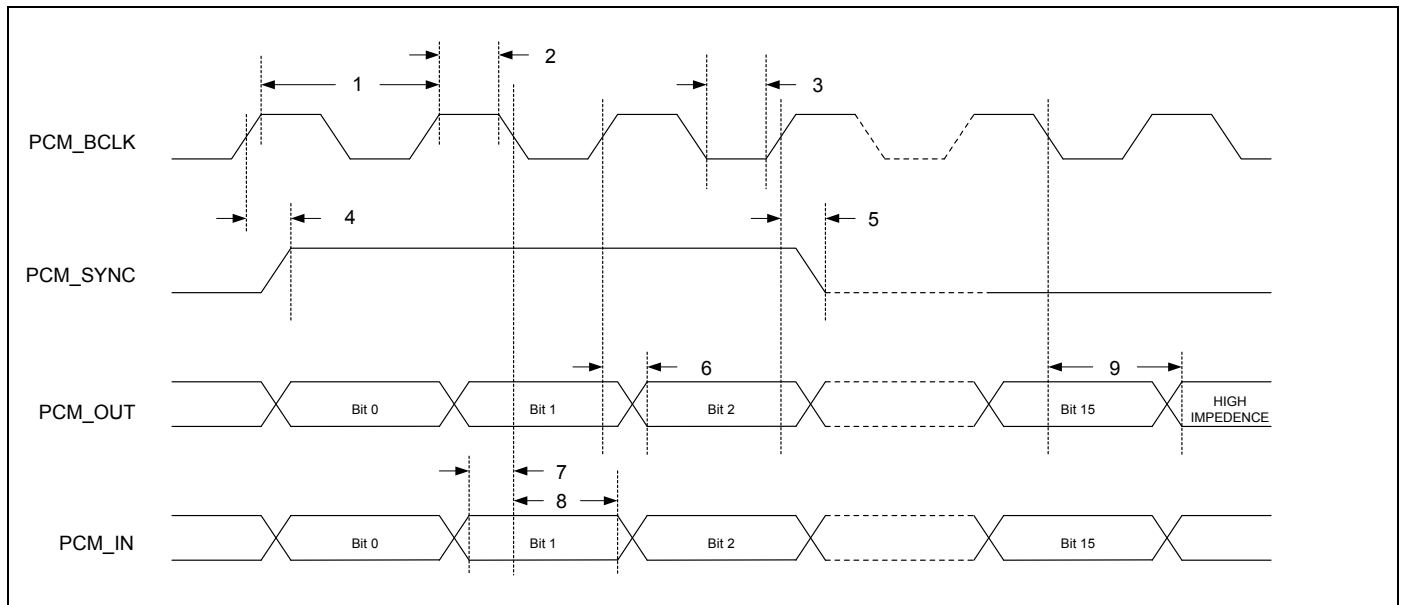 2
1
3
PCM_BCLK
4
5
PCM_SYNC
6
9
PCM_OUT
Bit 0
Bit 1
Bit 2
Bit 15
HIGH
IMPEDENCE
7
8
PCM_IN
Bit 0
Bit 1
Bit 2
Bit 15